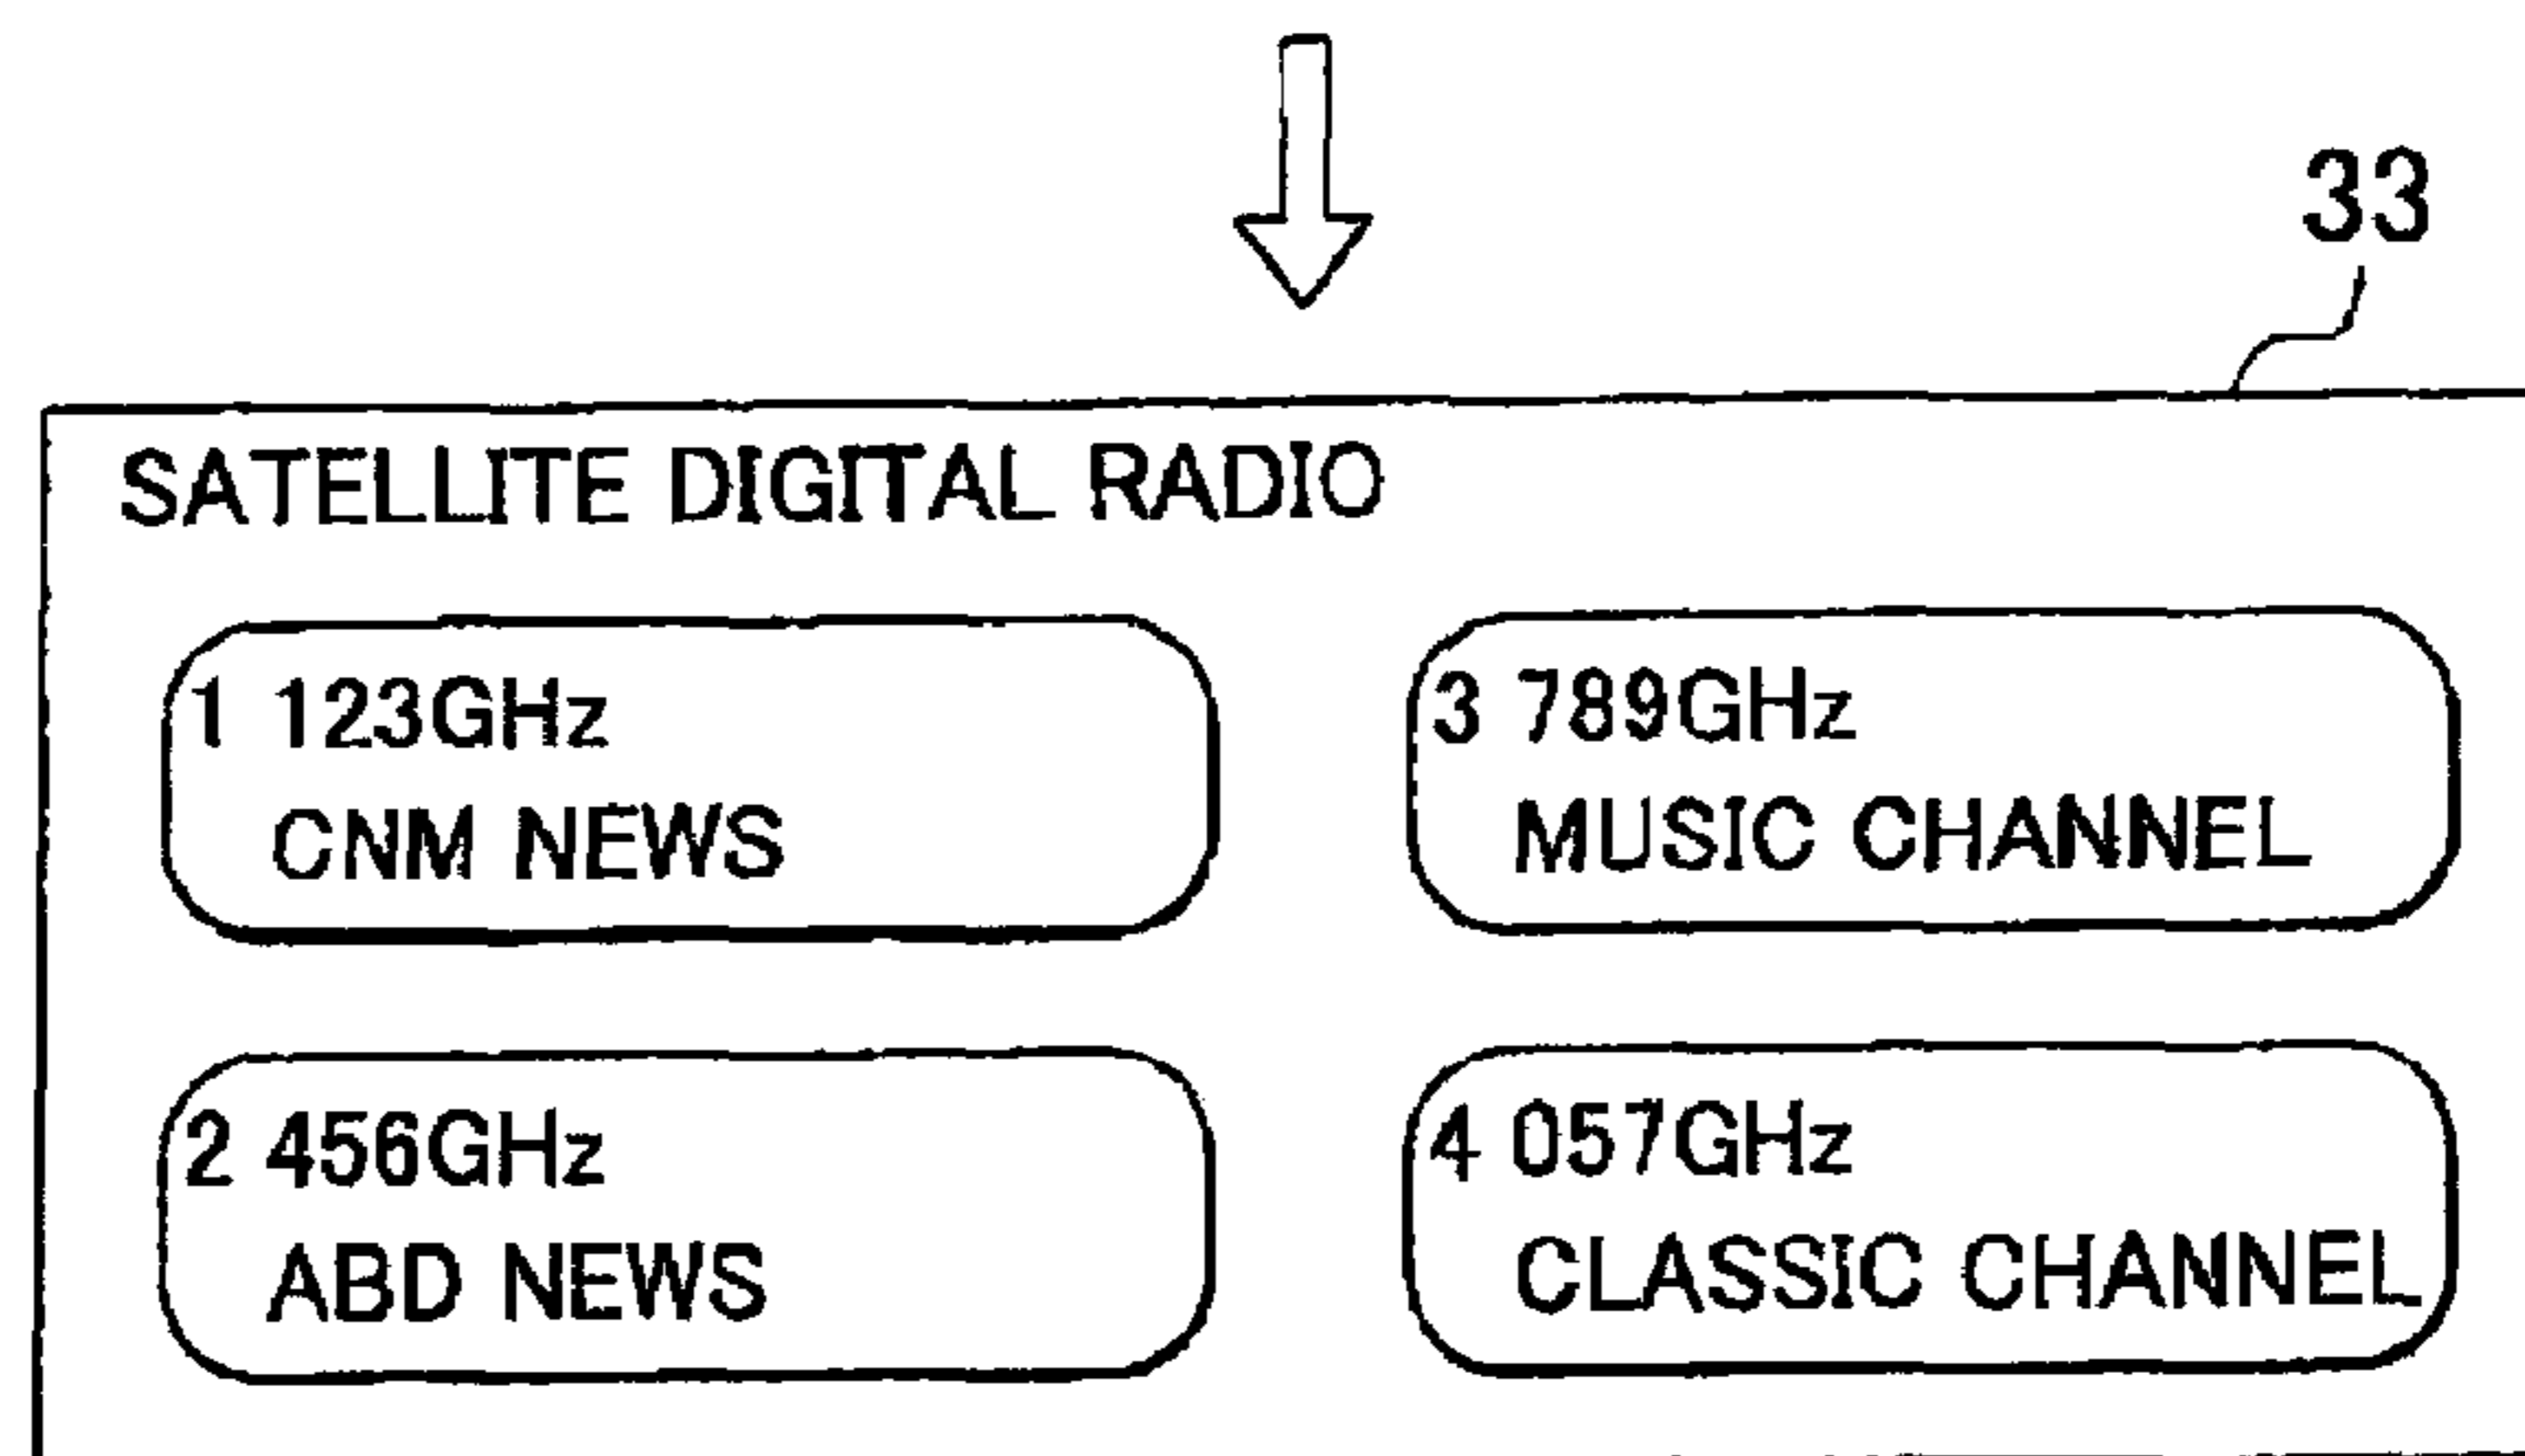 33
SATELLITE DIGITAL RADIO
1 123GHz
CNM NEWS
3 789GHz
MUSIC CHANNEL
2 456GHz
ABD NEWS
4 057GHz
CLASSIC CHANNEL